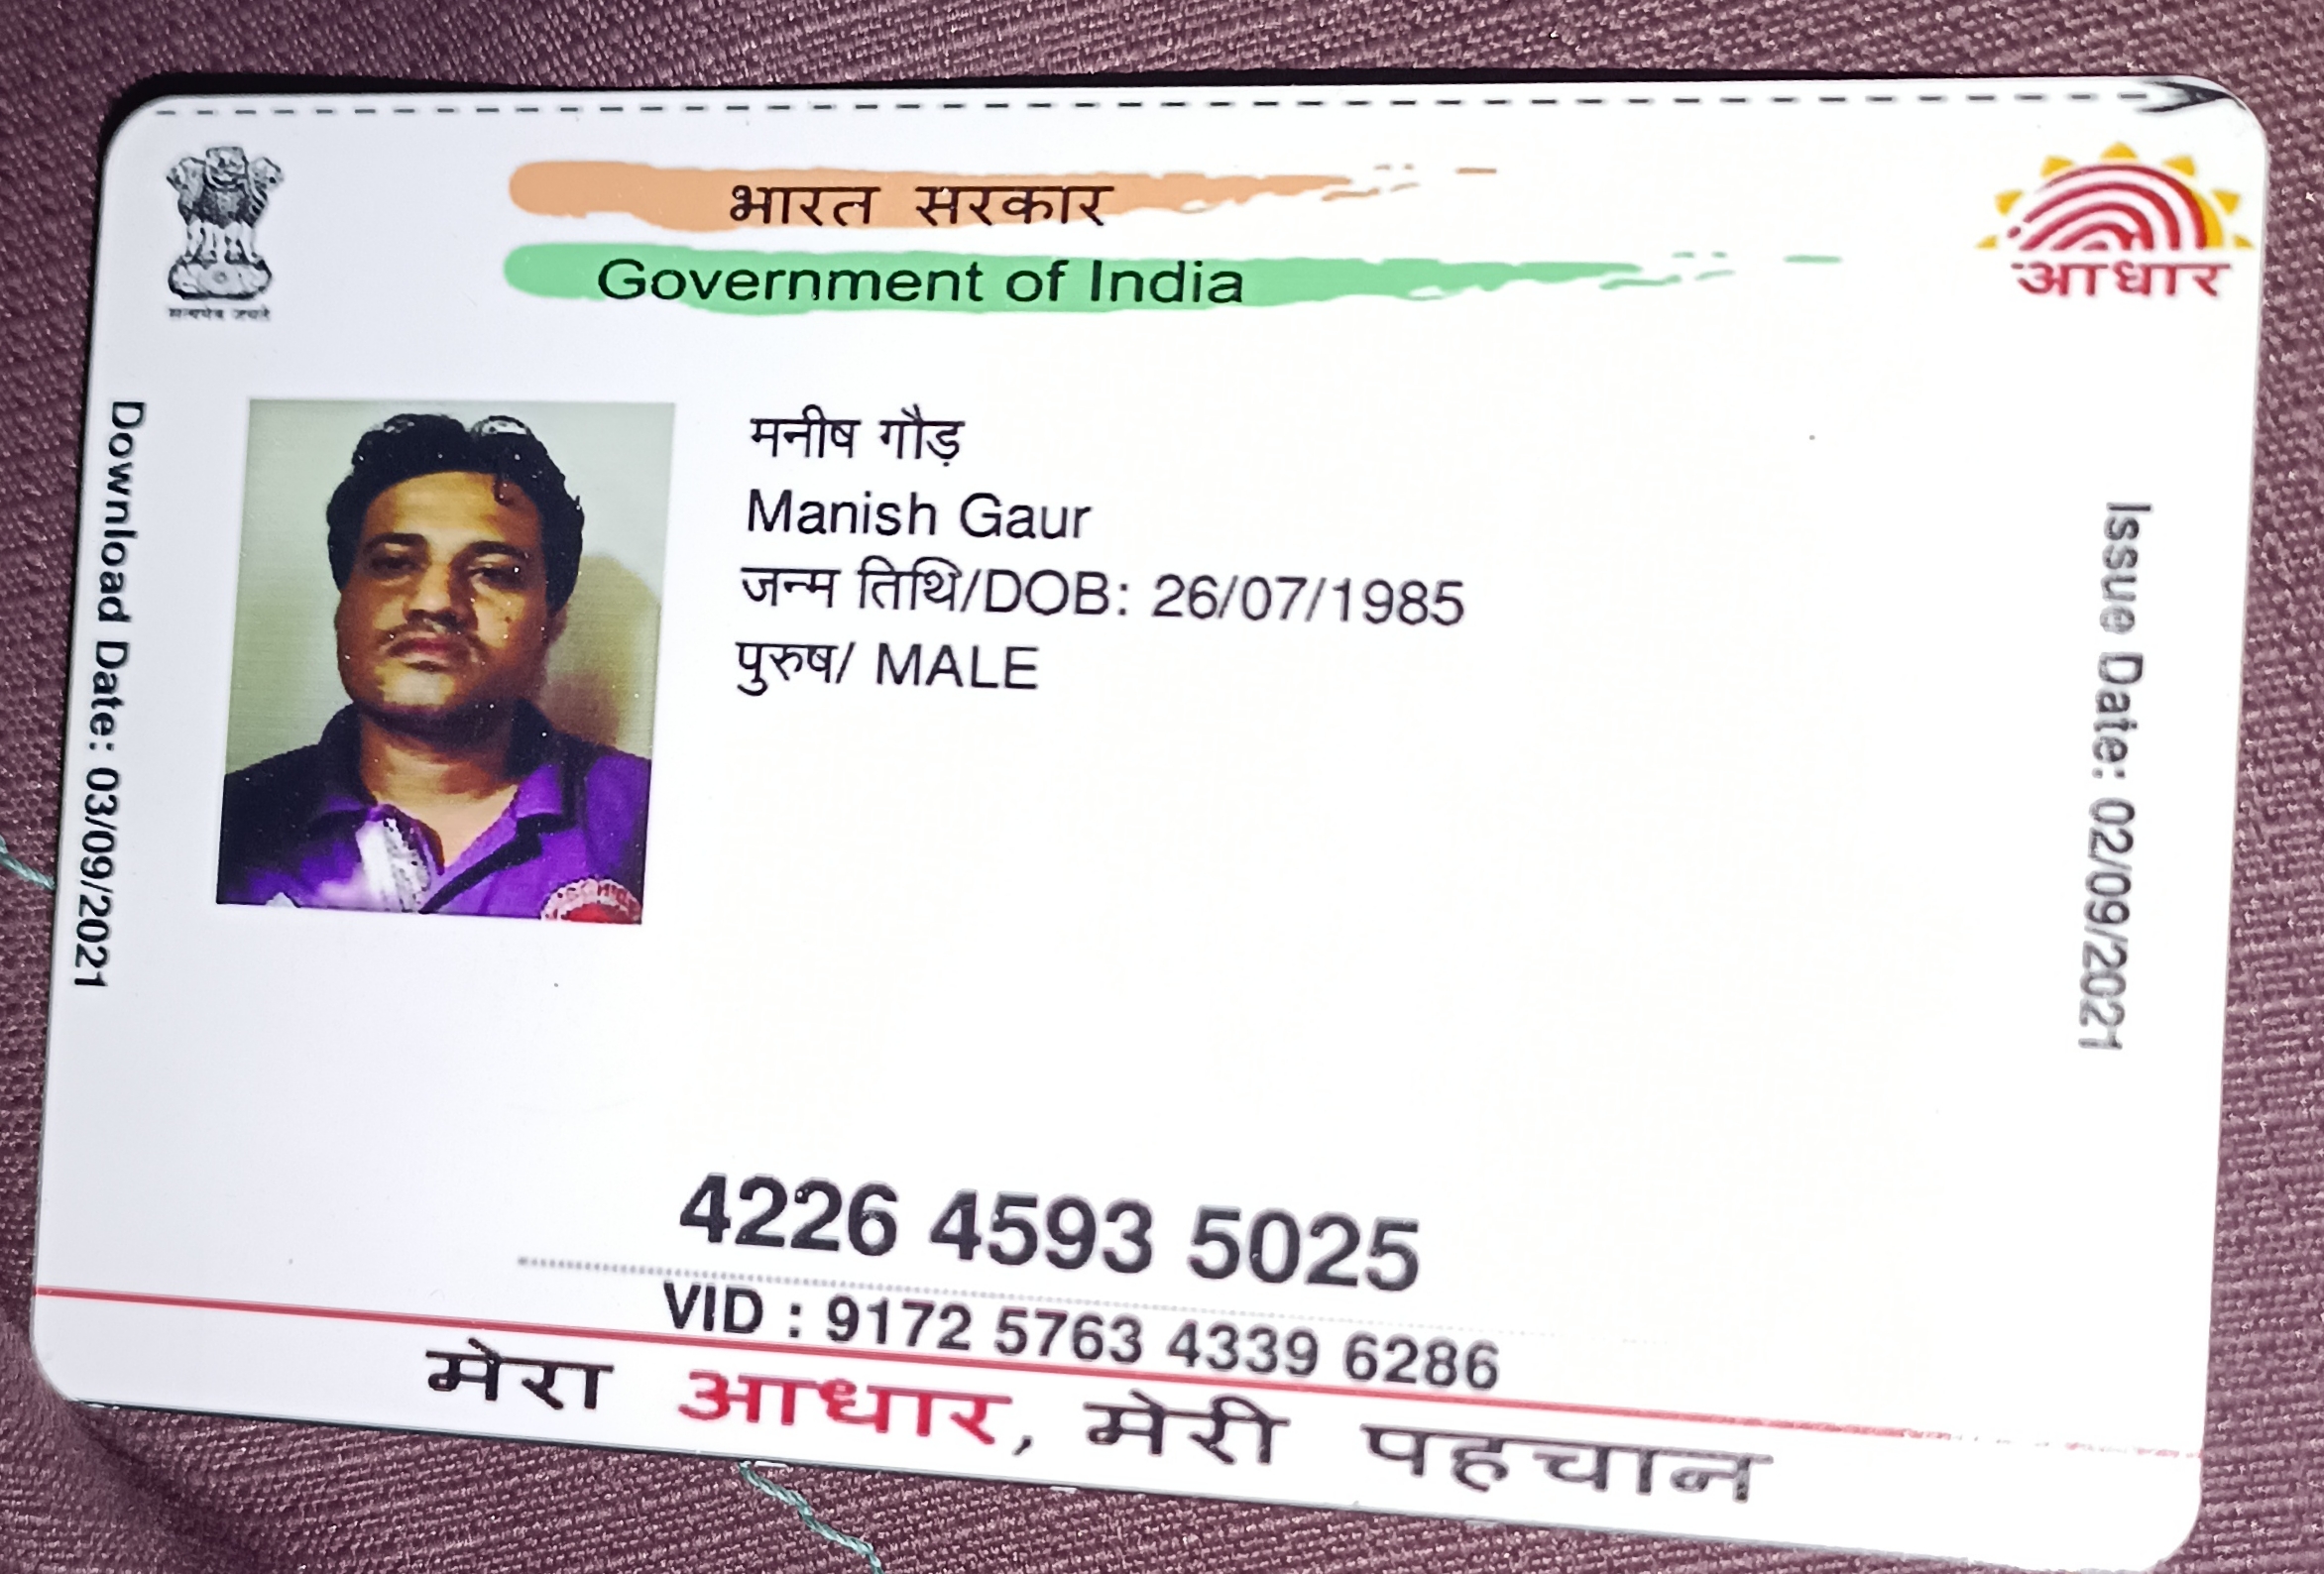 भारत सरकार
Government of India
सत्यमेव जयते
आधार
Download Date: 03/09/2021
मनीष गौड़
Manish Gaur
जन्म तिथि/DOB: 26/07/1985
पुरुष/ MALE
Issue Date: 02/09/2021
4226 4593 5025
VID : 9172 5763 4339 6286
मेरा आधार, मेरी पहचान